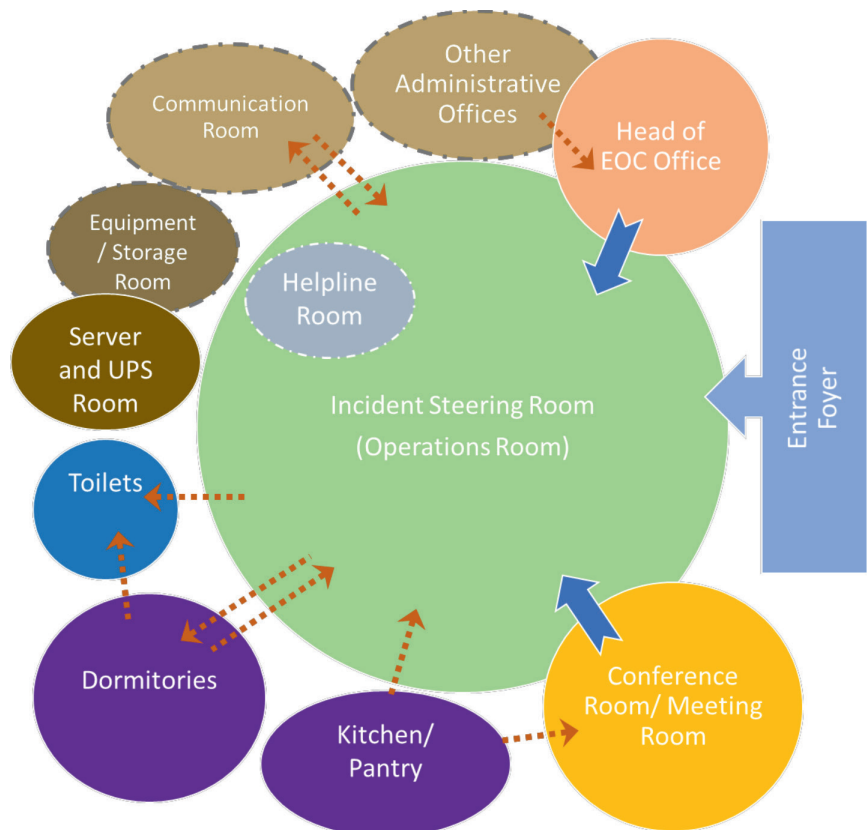 Other
Administrative
Offices
Communication
Room
Head of
EOC Office
Equipment
/ Storage
Room
Helpline
Room
Server
and UPS
Room
Incident Steering Room
(Operations Room)
Entrance
Foyer
Toilets
Dormitories
Conference
Room/ Meeting
Room
Kitchen/
Pantry